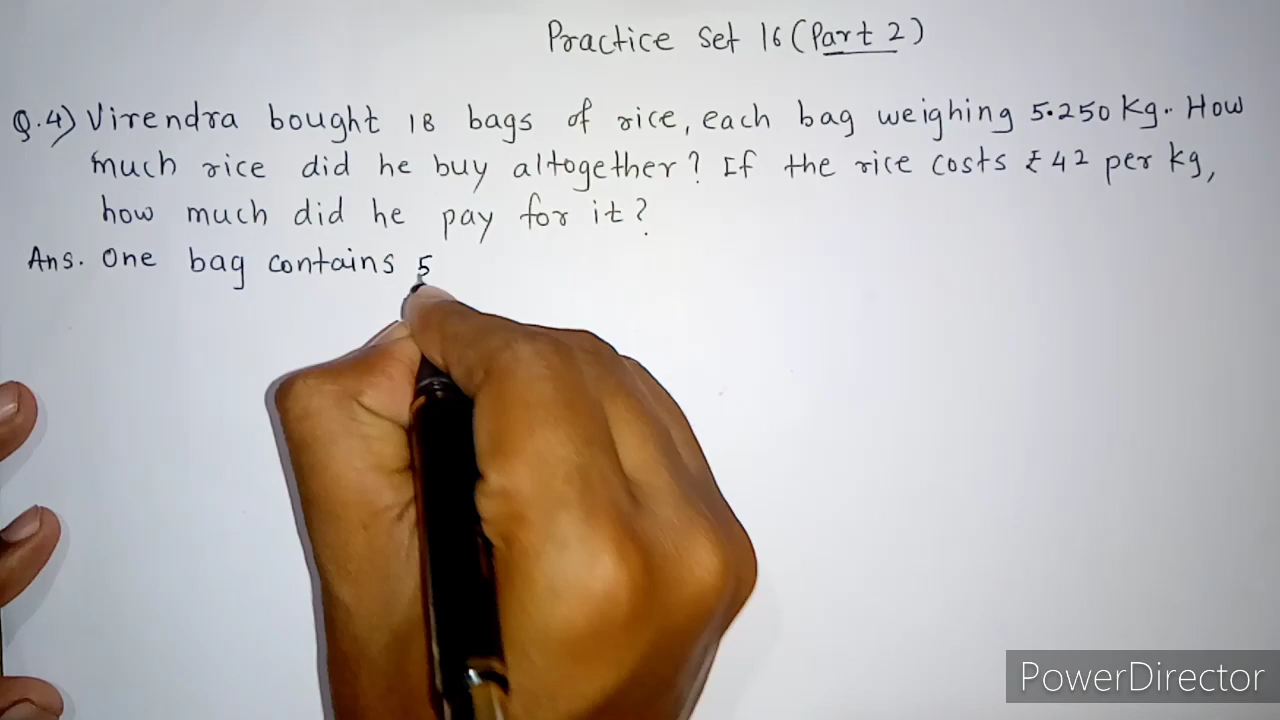 Practice Set 16 (Part 2)
Q.4) Virendra bought 18 bags of rice, each bag weighing 5.250 Kg.. How
much rice did he buy altogether? If the rice costs ₹42 per kg,
how much did he pay for it?
Ans. One bag contains 5
PowerDirector